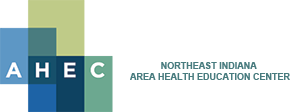 AHEC
NORTHEAST INDIANA
AREA HEALTH EDUCATION CENTER